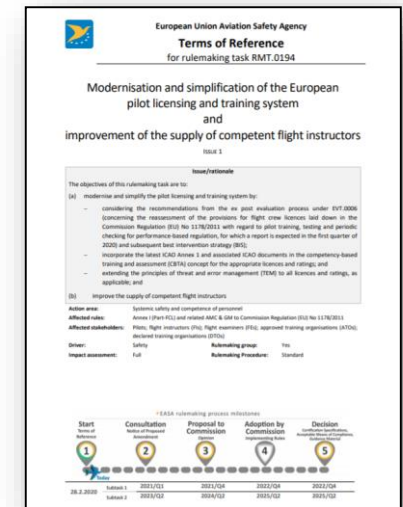 European Union Aviation Safety Agency
Terms of Reference
for rulemaking task RMT.0194
Modernisation and simplification of the European
pilot licensing and training system
and
improvement of the supply of competent flight instructors
ISSUE 1
Issue/rationale
The objectives of this rulemaking task are to:
(a) modernise and simplify the pilot licensing and training system by:
– considering the recommendations from the ex post evaluation process under EVT.0006
(concerning the reassessment of the provisions for flight crew licences laid down in the
Commission Regulation (EU) No 1178/2011 with regard to pilot training, testing and periodic
checking for performance-based regulation, for which a report is expected in the first quarter of
2020) and subsequent best intervention strategy (BIS);
– incorporate the latest ICAO Annex 1 and associated ICAO documents in the competency-based
training and assessment (CBTA) concept for the appropriate licences and ratings; and
– extending the principles of threat and error management (TEM) to all licences and ratings, as
applicable; and
(b) improve the supply of competent flight instructors
Action area: Systemic safety and competence of personnel
Affected rules: Annex I (Part-FCL) and related AMC & GM to Commission Regulation (EU) No 1178/2011
Affected stakeholders: Pilots; flight instructors (FIs); flight examiners (FEs); approved training organisations (ATOs);
declared training organisations (DTOs)
Driver: Safety Rulemaking group: Yes
Impact assessment: Full Rulemaking Procedure: Standard
EASA rulemaking process milestones
Start Consultation Proposal to Adoption by Decision
Terms of Notice of Proposed Commission Commission Certification Specifications,
Reference Amendment Opinion Implementing Rules Acceptable Means of Compliance,
Guidance Material
1 2 3 4 5
Today
28.2.2020 Subtask 1 2021/Q1 2021/Q4 2022/Q4 2022/Q4
Subtask 2 2023/Q2 2024/Q2 2025/Q2 2025/Q2